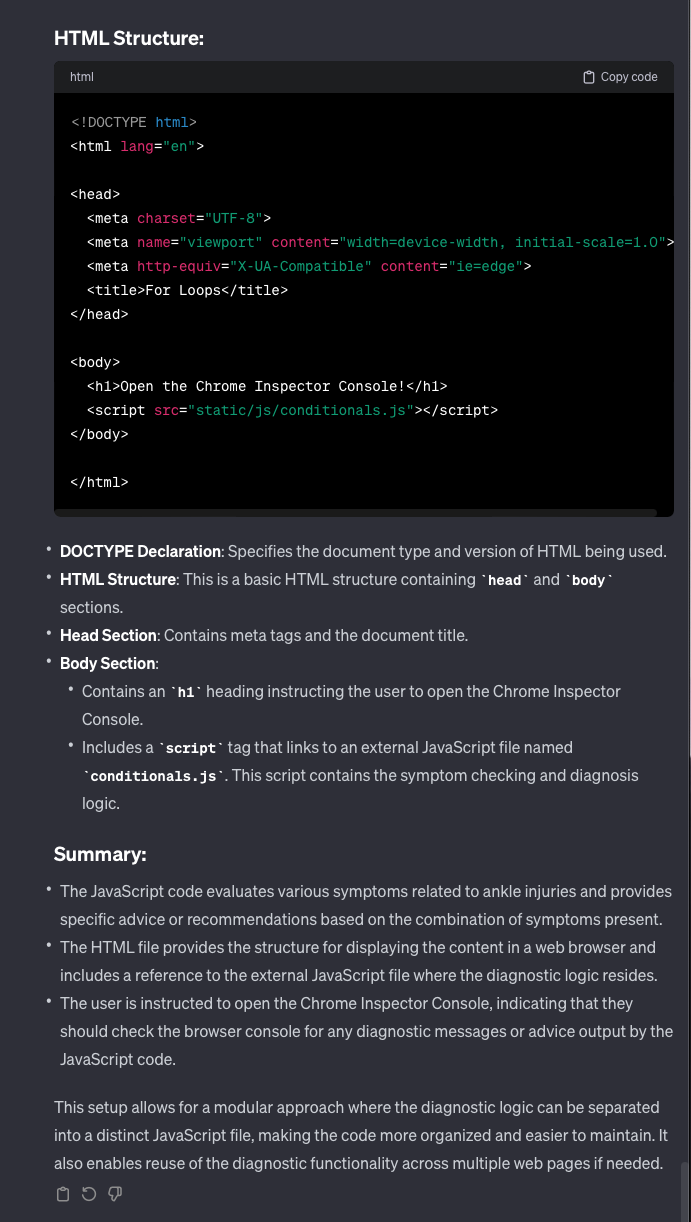 HTML Structure:
html
Copy code
<!DOCTYPE html>
<html lang="en">
<head>
  <meta charset="UTF-8">
  <meta name="viewport" content="width=device-width, initial-scale=1.0">
  <meta http-equiv="X-UA-Compatible" content="ie=edge">
  <title>For Loops</title>
</head>
<body>
  <h1>Open the Chrome Inspector Console!</h1>
  <script src="static/js/conditionals.js"></script>
</body>
</html>
• DOCTYPE Declaration: Specifies the document type and version of HTML being used.
• HTML Structure: This is a basic HTML structure containing `head` and `body`
sections.
• Head Section: Contains meta tags and the document title.
• Body Section:
• Contains an `h1` heading instructing the user to open the Chrome Inspector
Console.
• Includes a `script` tag that links to an external JavaScript file named
`conditionals.js`. This script contains the symptom checking and diagnosis
logic.
Summary:
• The JavaScript code evaluates various symptoms related to ankle injuries and provides
specific advice or recommendations based on the combination of symptoms present.
• The HTML file provides the structure for displaying the content in a web browser and
includes a reference to the external JavaScript file where the diagnostic logic resides.
• The user is instructed to open the Chrome Inspector Console, indicating that they
should check the browser console for any diagnostic messages or advice output by the
JavaScript code.
This setup allows for a modular approach where the diagnostic logic can be separated
into a distinct JavaScript file, making the code more organized and easier to maintain. It
also enables reuse of the diagnostic functionality across multiple web pages if needed.